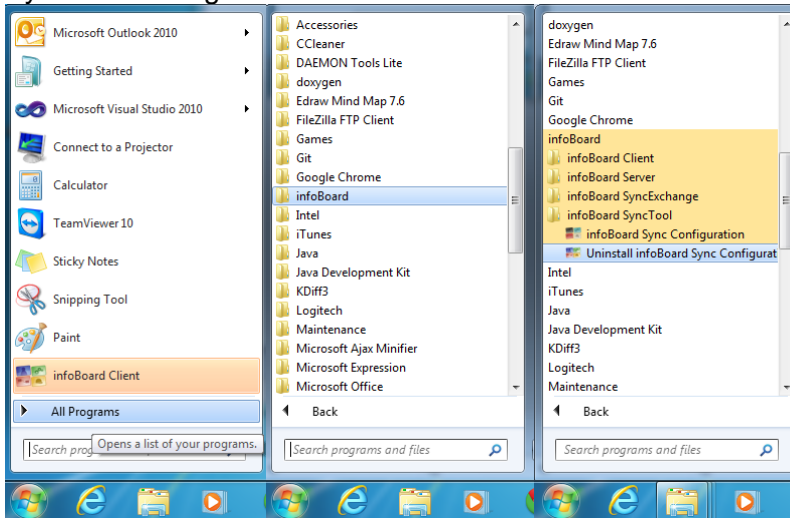 Microsoft Outlook 2010
Getting Started
Microsoft Visual Studio 2010
Connect to a Projector
Calculator
TeamViewer 10
Sticky Notes
Snipping Tool
Paint
infoBoard Client
All Programs
Search prog
Opens a list of your programs.
Accessories
CCleaner
DAEMON Tools Lite
doxygen
Edraw Mind Map 7.6
FileZilla FTP Client
Games
Git
Google Chrome
infoBoard
Intel
iTunes
Java
Java Development Kit
KDiff3
Logitech
Maintenance
Microsoft Ajax Minifier
Microsoft Expression
Microsoft Office
Back
Search programs and files
doxygen
Edraw Mind Map 7.6
FileZilla FTP Client
Games
Git
Google Chrome
infoBoard
infoBoard Client
infoBoard Server
infoBoard SyncExchange
infoBoard SyncTool
infoBoard Sync Configuration
Uninstall infoBoard Sync Configurat
Intel
iTunes
Java
Java Development Kit
KDiff3
Logitech
Maintenance
Back
Search programs and files